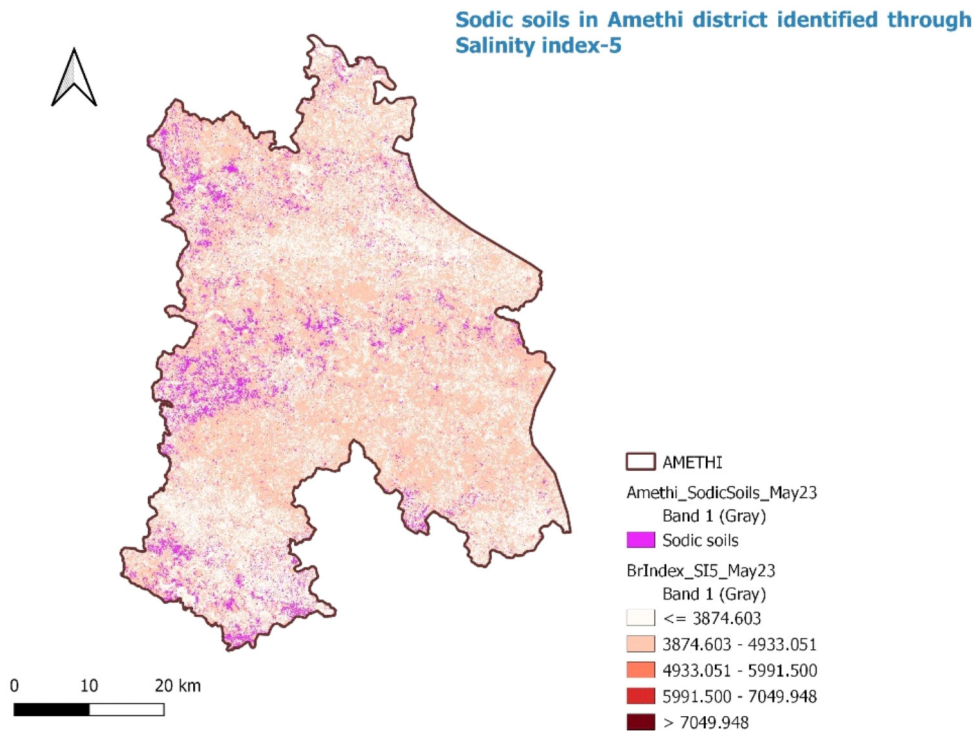 Sodic soils in Amethi district identified through
Salinity index-5
AMETHI
Amethi_SodicSoils_May23
Band 1 (Gray)
Sodic soils
BrIndex_SI5_May23
Band 1 (Gray)
<= 3874.603
3874.603 - 4933.051
4933.051 - 5991.500
5991.500 - 7049.948
> 7049.948
0 10 20 km